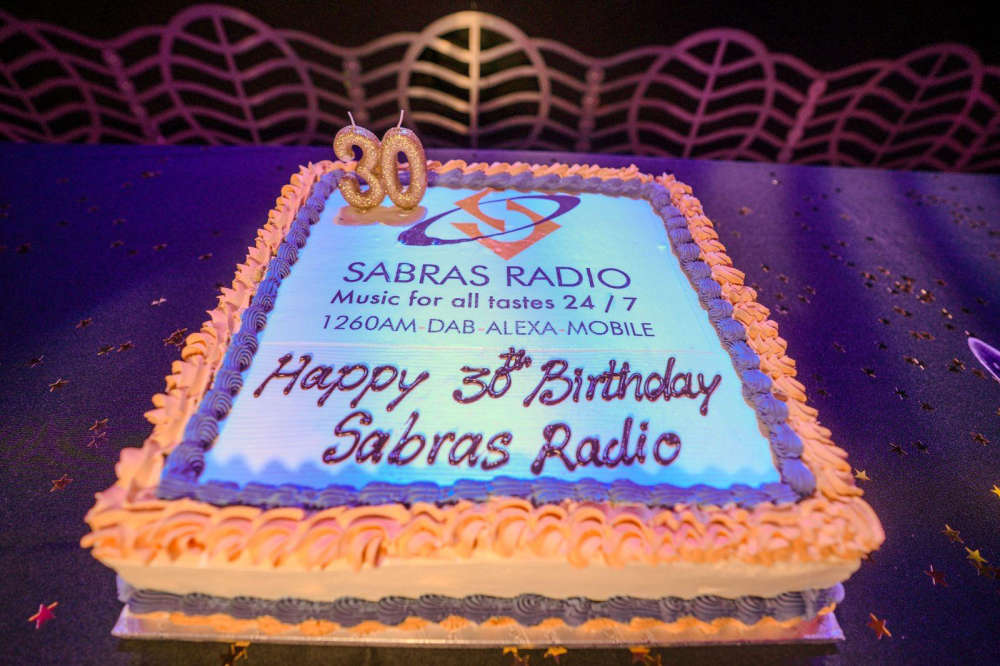 30
SABRAS RADIO
Music for all tastes 24 / 7
1260AM-DAB-ALEXA-MOBILE
Happy 30th Birthday
Sabras Radio